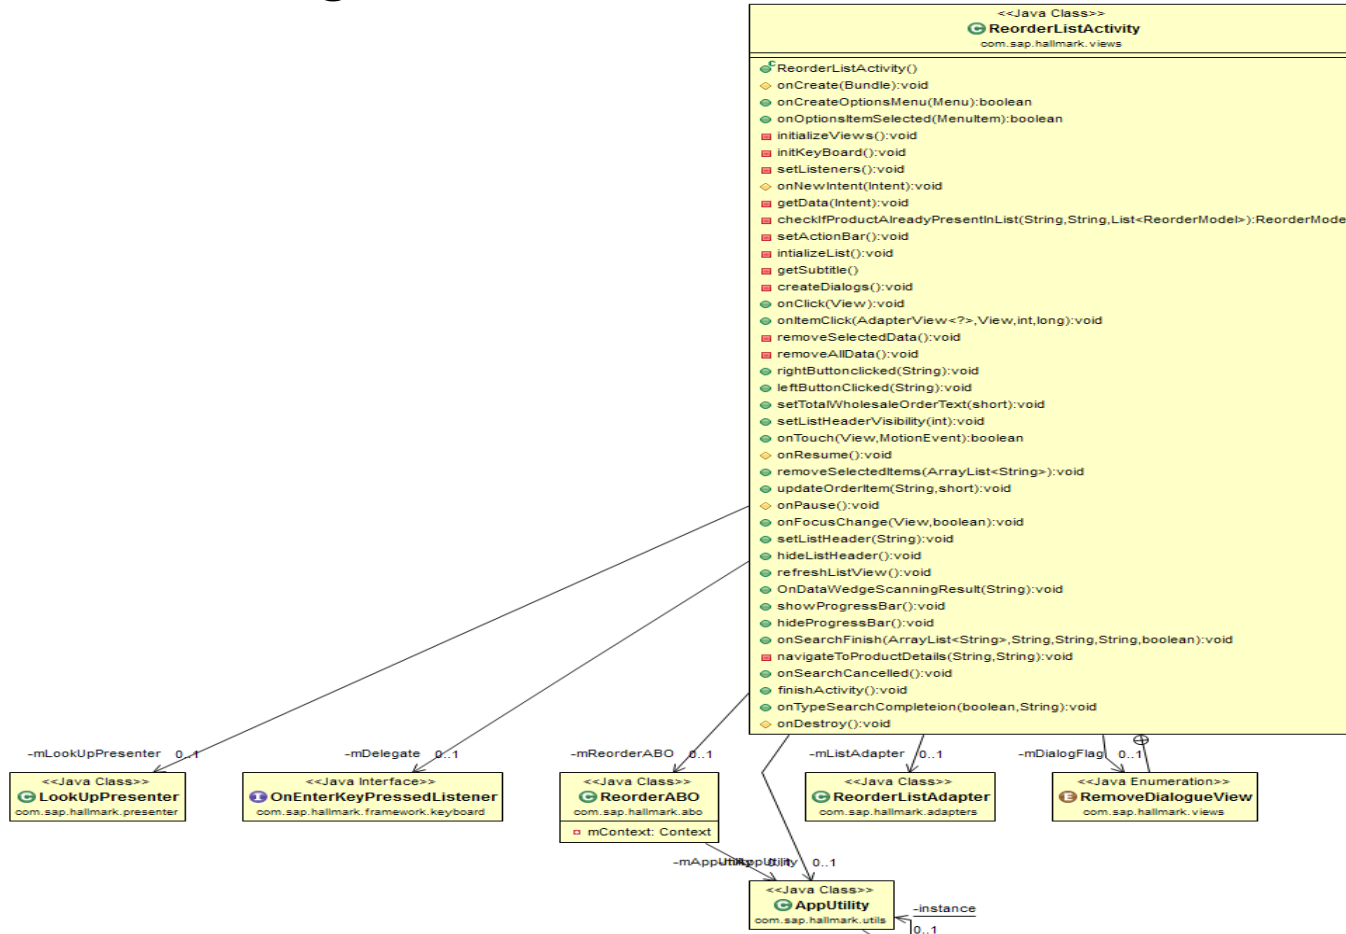 <<Java Class>>
ReorderListActivity
com.sap.hallmark.views
ReorderListActivity()
onCreate(Bundle):void
onCreateOptionsMenu(Menu):boolean
onOptionsItemSelected(MenuItem):boolean
initializeViews():void
initKeyBoard():void
setListeners():void
onNewIntent(Intent):void
getData(Intent):void
checkIfProductAlreadyPresentInList(String,String,List<ReorderModel>):ReorderMode
setActionBar():void
intializeList():void
getSubtitle()
createDialogs():void
onClick(View):void
onItemClick(AdapterView<?>,View,int,long):void
removeSelectedData():void
removeAllData():void
rightButtonclicked(String):void
leftButtonClicked(String):void
setTotalWholesaleOrderText(short):void
setListHeaderVisibility(int):void
onTouch(View,MotionEvent):boolean
onResume():void
removeSelectedItems(ArrayList<String>):void
updateOrderItem(String,short):void
onPause():void
onFocusChange(View,boolean):void
setListHeader(String):void
hideListHeader():void
refreshListView():void
OnDataWedgeScanningResult(String):void
showProgressBar():void
hideProgressBar():void
onSearchFinish(ArrayList<String>,String,String,String,boolean):void
navigateToProductDetails(String,String):void
onSearchCancelled():void
finishActivity():void
onTypeSearchCompleteion(boolean,String):void
onDestroy():void
-mLookUpPresenter 0..1 -mDelegate 0..1 -mReorderABO 0..1 -mListAdapter 0..1 -mDialogFlag 0..1
<<Java Class>>
LookUpPresenter
com.sap.hallmark.presenter
<<Java Interface>>
OnEnterKeyPressedListener
com.sap.hallmark.framework.keyboard
<<Java Class>>
ReorderABO
com.sap.hallmark.abo
mContext: Context
<<Java Class>>
ReorderListAdapter
com.sap.hallmark.adapters
<<Java Enumeration>>
RemoveDialogueView
com.sap.hallmark.views
0..1
<<Java Class>>
AppUtility
com.sap.hallmark.utils
-instance
0..1